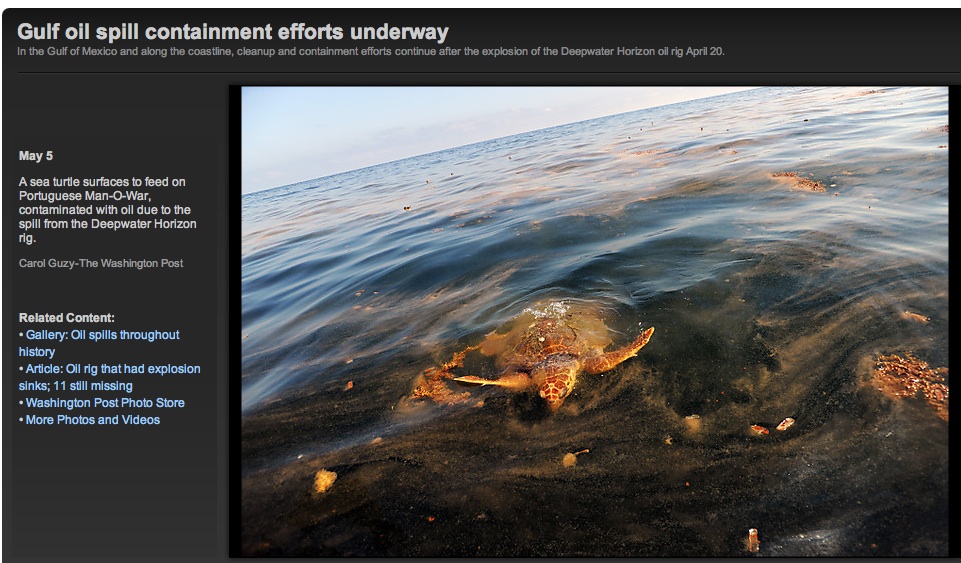 Gulf oil spill containment efforts underway
In the Gulf of Mexico and along the coastline, cleanup and containment efforts continue after the explosion of the Deepwater Horizon oil rig April 20.
May 5
A sea turtle surfaces to feed on
Portuguese Man-O-War,
contaminated with oil due to the
spill from the Deepwater Horizon
rig.
Carol Guzy-The Washington Post
Related Content:
• Gallery: Oil spills throughout
history
• Article: Oil rig that had explosion
sinks; 11 still missing
• Washington Post Photo Store
• More Photos and Videos